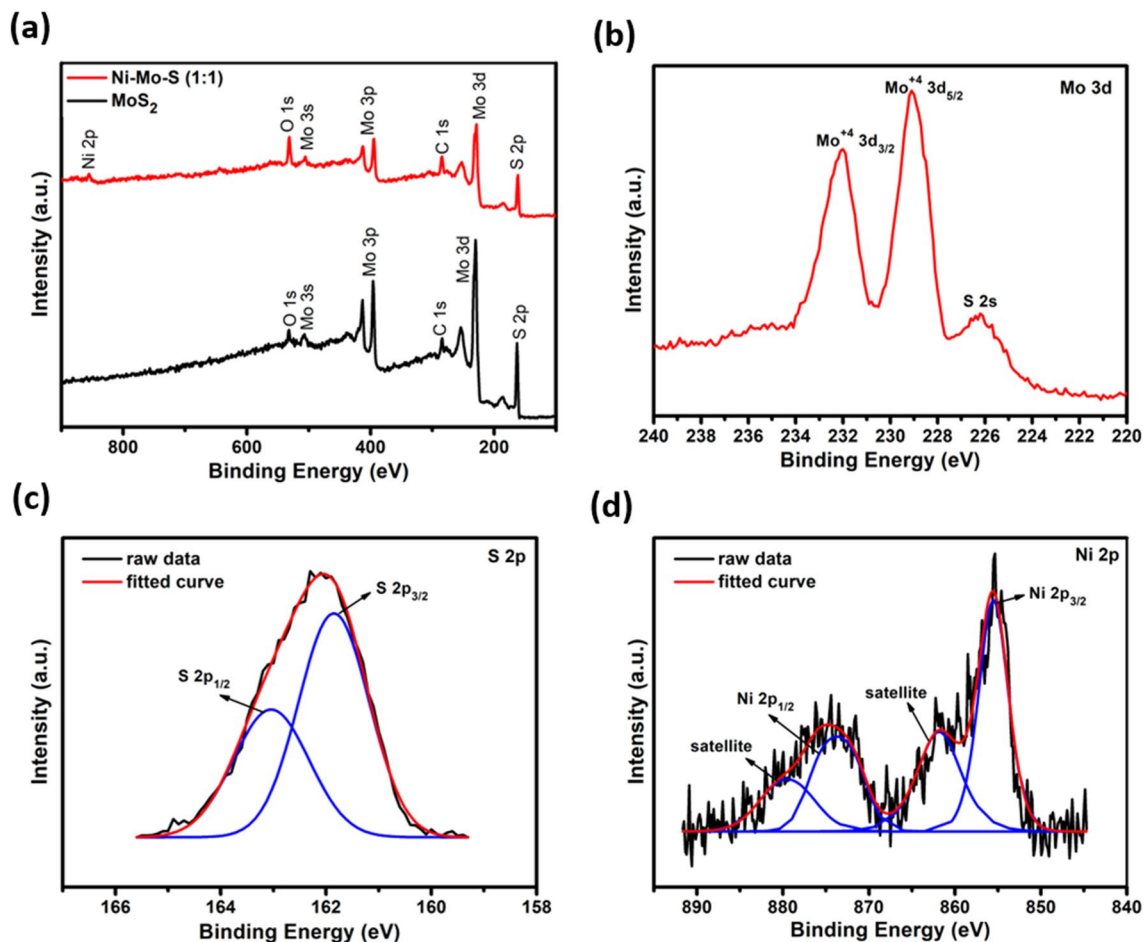 (a)
Ni-Mo-S (1:1)
MoS2
Ni 2p
O 1s
Mo 3s
Mo 3p
C 1s
Mo 3d
S 2p
O 1s
Mo 3s
Mo 3p
C 1s
Mo 3d
S 2p
Intensity (a.u.)
800 600 400 200
Binding Energy (eV)
(b)
Mo 3d
Mo+4 3d5/2
Mo+4 3d3/2
S 2s
Intensity (a.u.)
240 238 236 234 232 230 228 226 224 222 220
Binding Energy (eV)
(c)
raw data
fitted curve
S 2p
S 2p3/2
S 2p1/2
Intensity (a.u.)
166 164 162 160 158
Binding Energy (eV)
(d)
raw data
fitted curve
Ni 2p
Ni 2p3/2
satellite
Ni 2p1/2
satellite
Intensity (a.u.)
890 880 870 860 850 840
Binding Energy (eV)